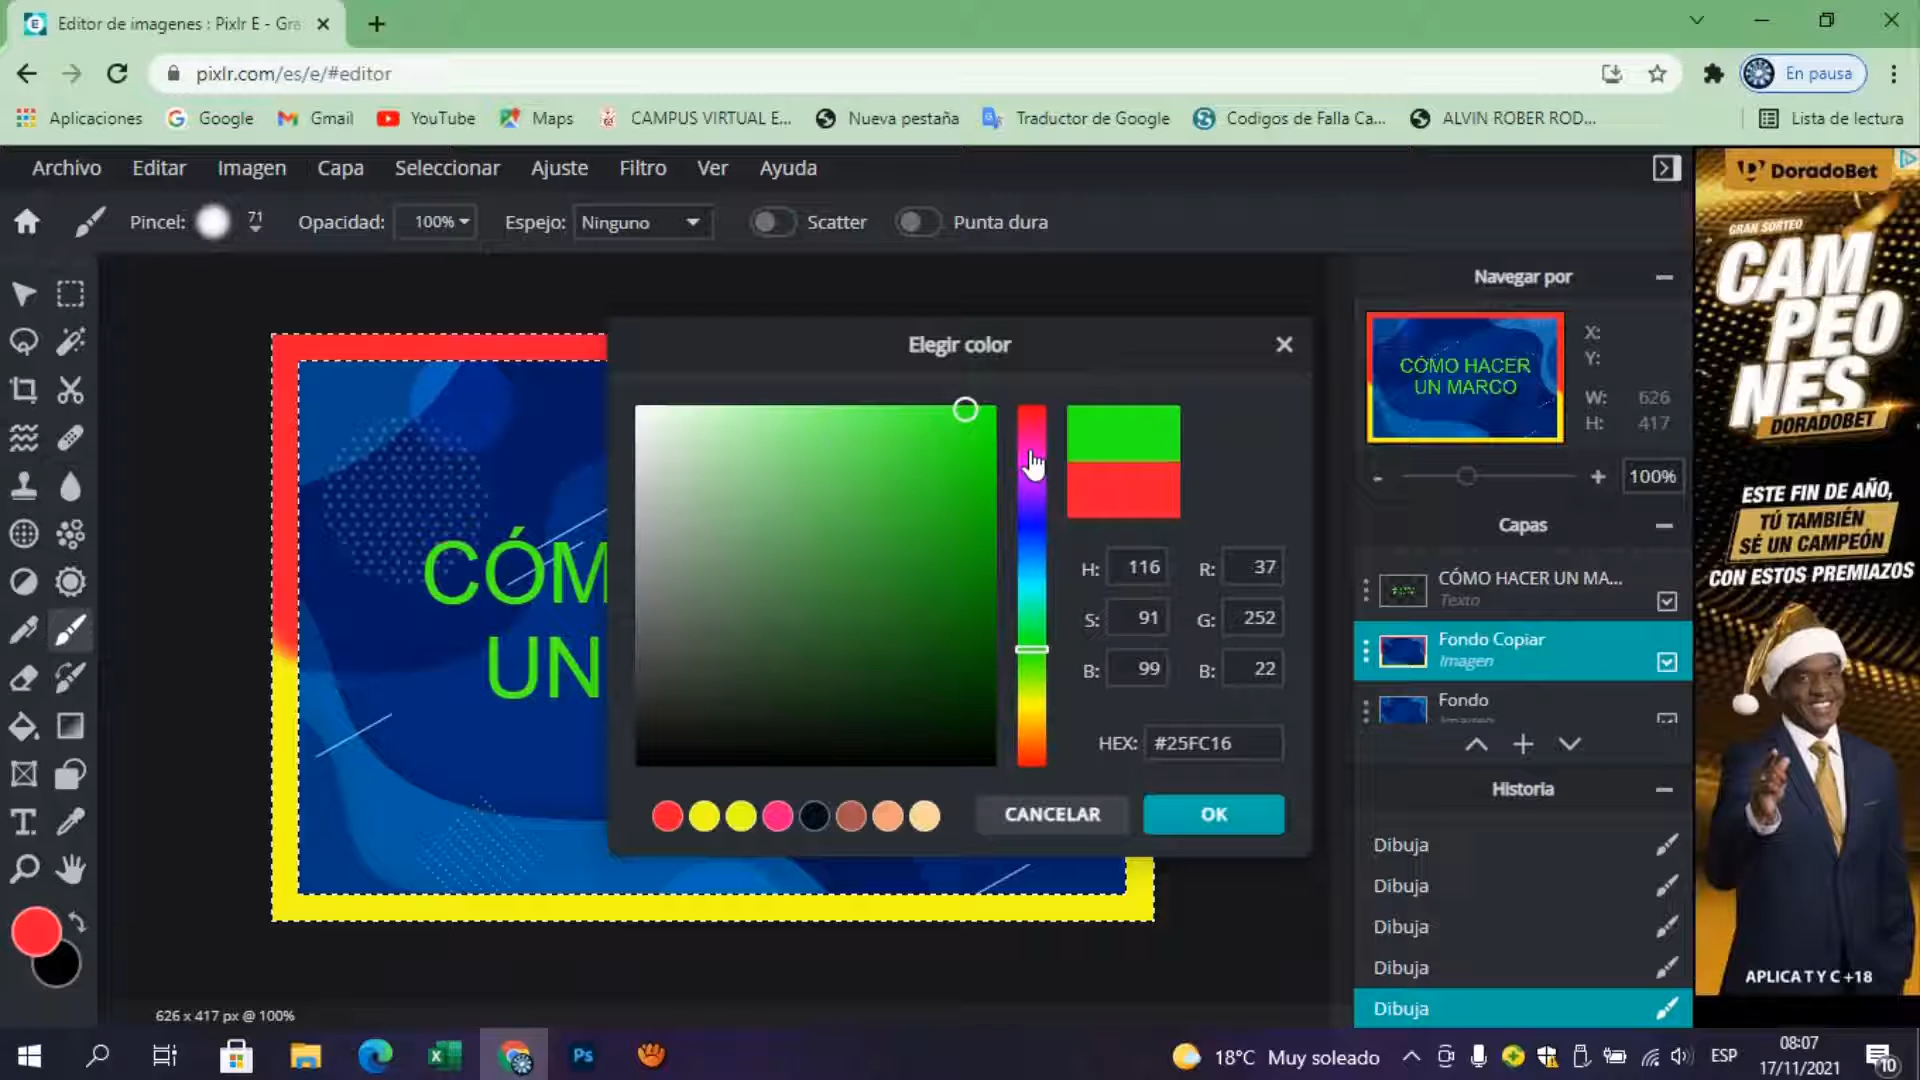 Editor de imagenes : Pixlr E - Gra
pixlr.com/es/e/#editor
En pausa
Aplicaciones
Google
Gmail
YouTube
Maps
CAMPUS VIRTUAL E...
Nueva pestaña
Traductor de Google
Codigos de Falla Ca...
ALVIN ROBER ROD...
Lista de lectura
Archivo
Editar
Imagen
Capa
Seleccionar
Ajuste
Filtro
Ver
Ayuda
Pincel:
71
Opacidad:
100%
Espejo:
Ninguno
Scatter
Punta dura
Navegar por
CÓMO HACER
UN MARCO
X:
Y:
W: 626
H: 417
- + 100%
Capas
CÓMO HACER UN MA...
Texto
Fondo Copiar
Imagen
Fondo
Imagen
Historia
Dibuja
Dibuja
Dibuja
Dibuja
Dibuja
CÓM
UN
Elegir color
H: 116
R: 37
S: 91
G: 252
B: 99
B: 22
HEX: #25FC16
CANCELAR
OK
626 x 417 px @ 100%
DoradoBet
GRAN SORTEO
CAM
PEO
NES
DORADOBET
ESTE FIN DE AÑO,
TÚ TAMBIÉN
SÉ UN CAMPEÓN
CON ESTOS PREMIAZOS
APLICA T Y C +18
Ps
18°C Muy soleado
ESP
08:07
17/11/2021
10